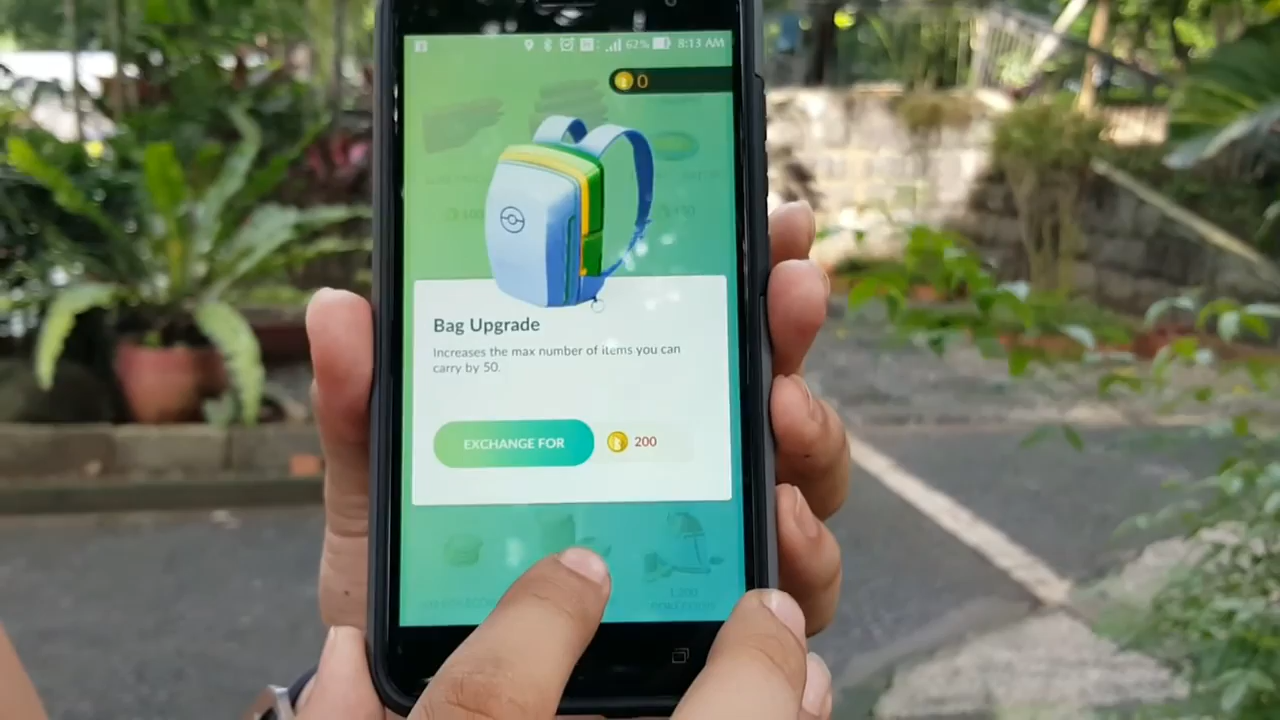 62% 8:13 AM
0
Bag Upgrade
Increases the max number of items you can
carry by 50.
EXCHANGE FOR
200